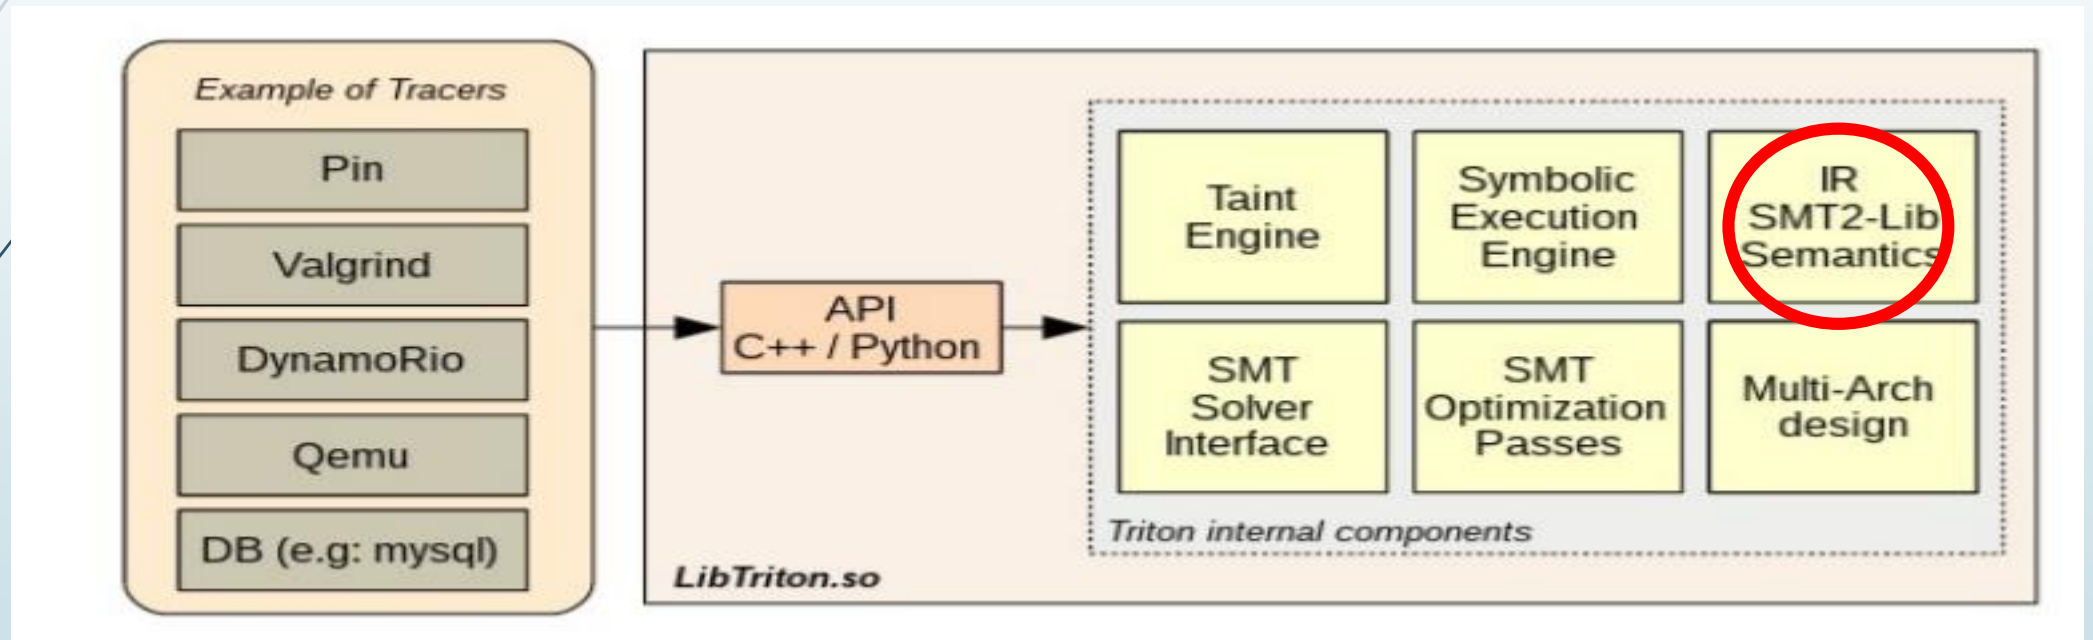 Example of Tracers
Pin
Valgrind
DynamoRio
Qemu
DB (e.g: mysql)
API
C++ / Python
Taint
Engine
Symbolic
Execution
Engine
IR
SMT2-Lib
Semantics
SMT
Solver
Interface
SMT
Optimization
Passes
Multi-Arch
design
Triton internal components
LibTriton.so